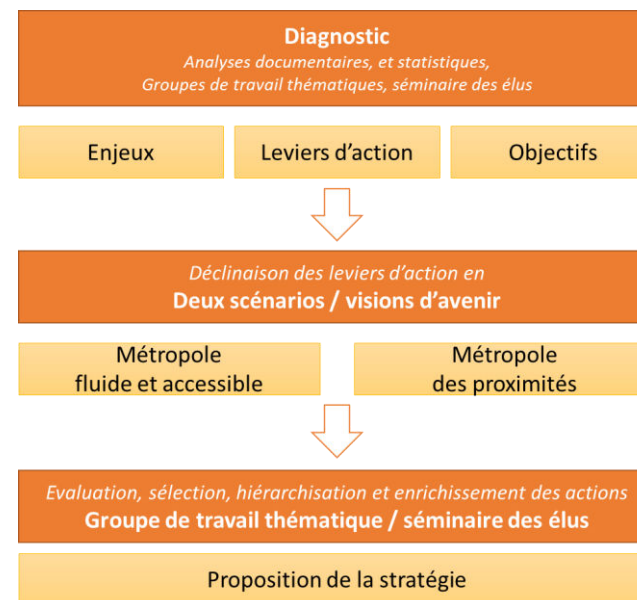 Diagnostic
Analyses documentaires, et statistiques,
Groupes de travail thématiques, séminaire des élus
Enjeux
Leviers d'action
Objectifs
Déclinaison des leviers d'action en
Deux scénarios / visions d'avenir
Métropole
fluide et accessible
Métropole
des proximités
Evaluation, sélection, hiérarchisation et enrichissement des actions
Groupe de travail thématique / séminaire des élus
Proposition de la stratégie